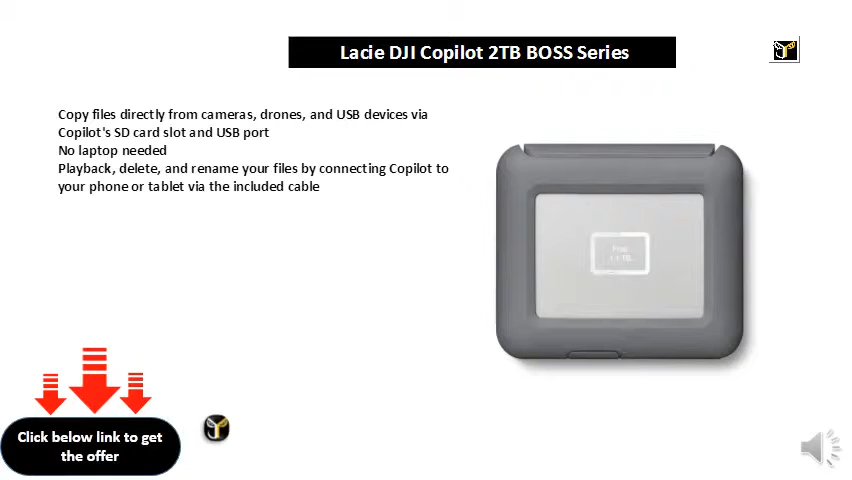 Lacie DJI Copilot 2TB BOSS Series
Copy files directly from cameras, drones, and USB devices via
Copilot's SD card slot and USB port
No laptop needed
Playback, delete, and rename your files by connecting Copilot to
your phone or tablet via the included cable
Click below link to get
the offer